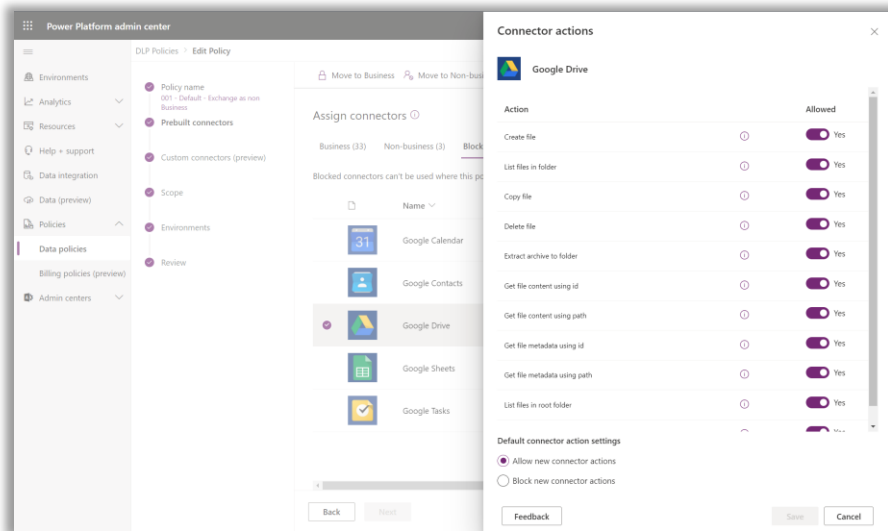 Power Platform admin center
Environments
Analytics
Resources
Help + support
Data integration
Data (preview)
Policies
Data policies
Billing policies (preview)
Admin centers
DLP Policies > Edit Policy
Policy name
001 - Default - Exchange as non
Business
Prebuilt connectors
Custom connectors (preview)
Scope
Environments
Review
Move to Business Move to Non-busi
Assign connectors
Business (33) Non-business (3) Block
Blocked connectors can't be used where this po
Name
31
Google Calendar
Google Contacts
Google Drive
Google Sheets
Google Tasks
Back Next
Connector actions
Google Drive
Action Allowed
Create file Yes
List files in folder Yes
Copy file Yes
Delete file Yes
Extract archive to folder Yes
Get file content using id Yes
Get file content using path Yes
Get file metadata using id Yes
Get file metadata using path Yes
List files in root folder Yes
Default connector action settings
Allow new connector actions
Block new connector actions
Feedback Save Cancel